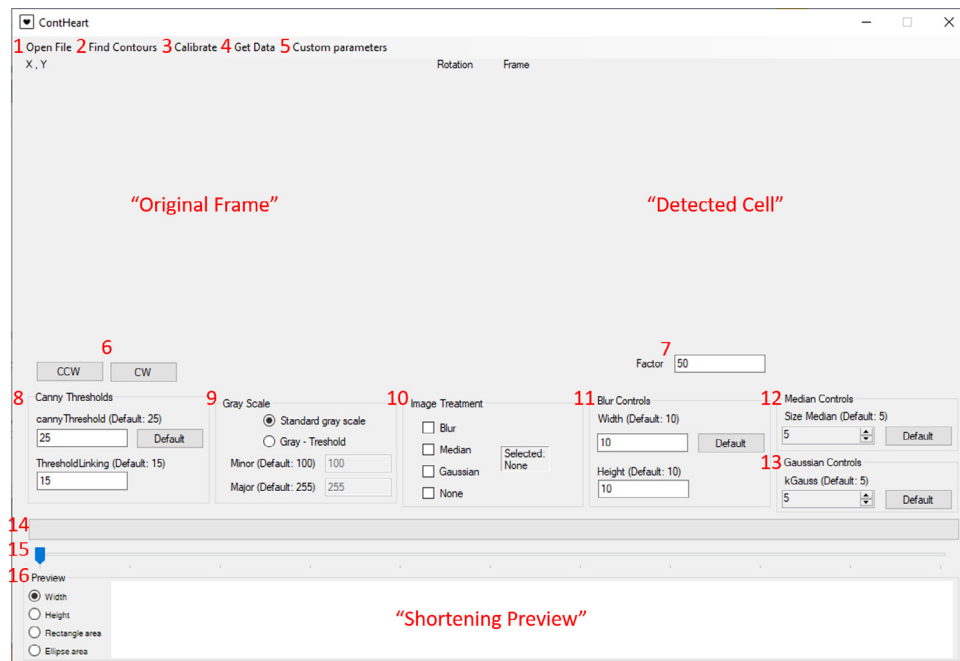 ContHeart
1 Open File 2 Find Contours 3 Calibrate 4 Get Data 5 Custom parameters
X , Y Rotation Frame
“Original Frame” “Detected Cell”
6 7
CCW CW Factor 50
8 Canny Thresholds 9 Gray Scale 10 Image Treatment 11 Blur Controls 12 Median Controls
cannyThreshold (Default: 25) Standard gray scale Blur Width (Default: 10) Size Median (Default: 5)
25 Default Gray - Treshold Median Selected: None 10 Default 5 Default
ThresholdLinking (Default: 15) Minor (Default: 100) 100 Gaussian Height (Default: 10) 13 Gaussian Controls
15 Major (Default: 255) 255 None 10 kGauss (Default: 5)
5 Default
14
15
16 Preview
Width
Height “Shortening Preview”
Rectangle area
Ellipse area